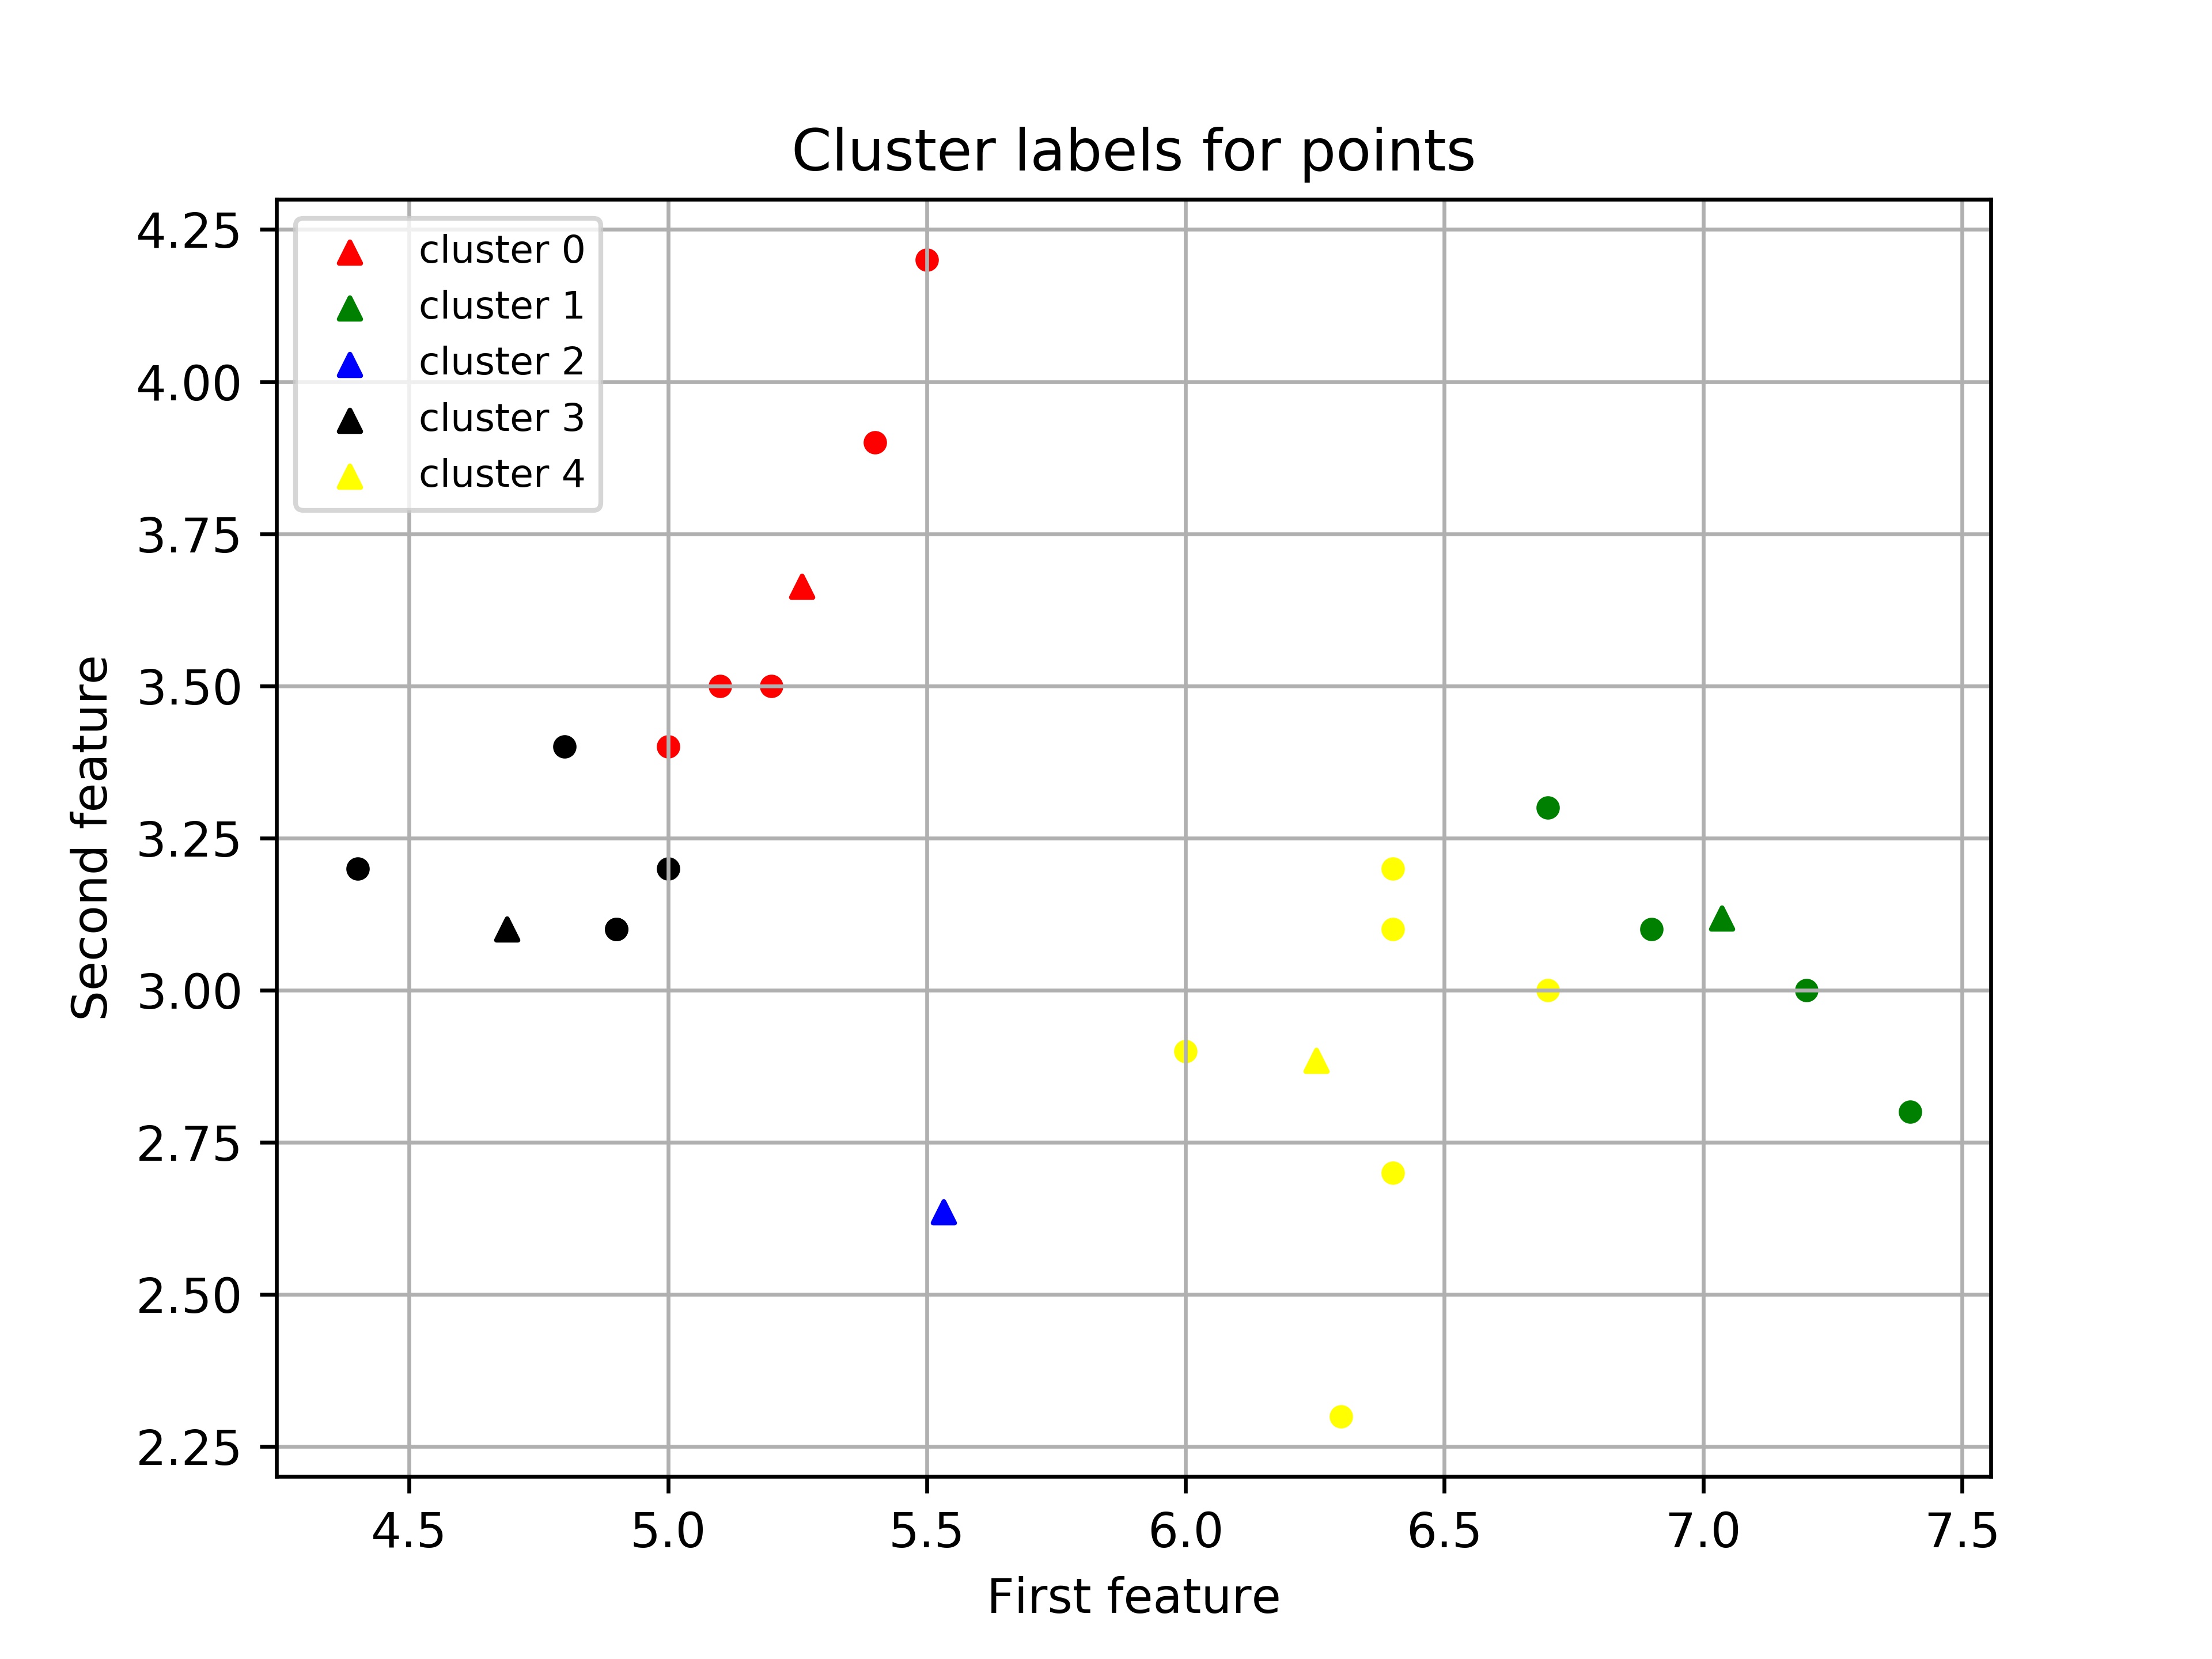 Cluster labels for points
cluster 0
cluster 1
cluster 2
cluster 3
cluster 4
Second feature
4.25
4.00
3.75
3.50
3.25
3.00
2.75
2.50
2.25
4.5 5.0 5.5 6.0 6.5 7.0 7.5
First feature